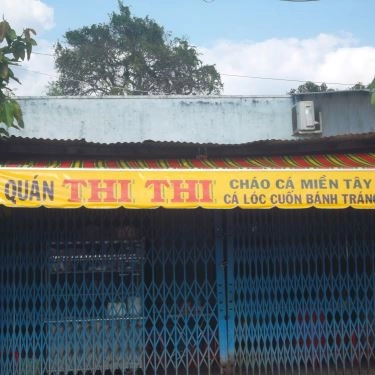 QUÁN THI THI CHÁO CÁ MIỀN TÂY
CÁ LÓC CUỐN BÁNH TRÁNG